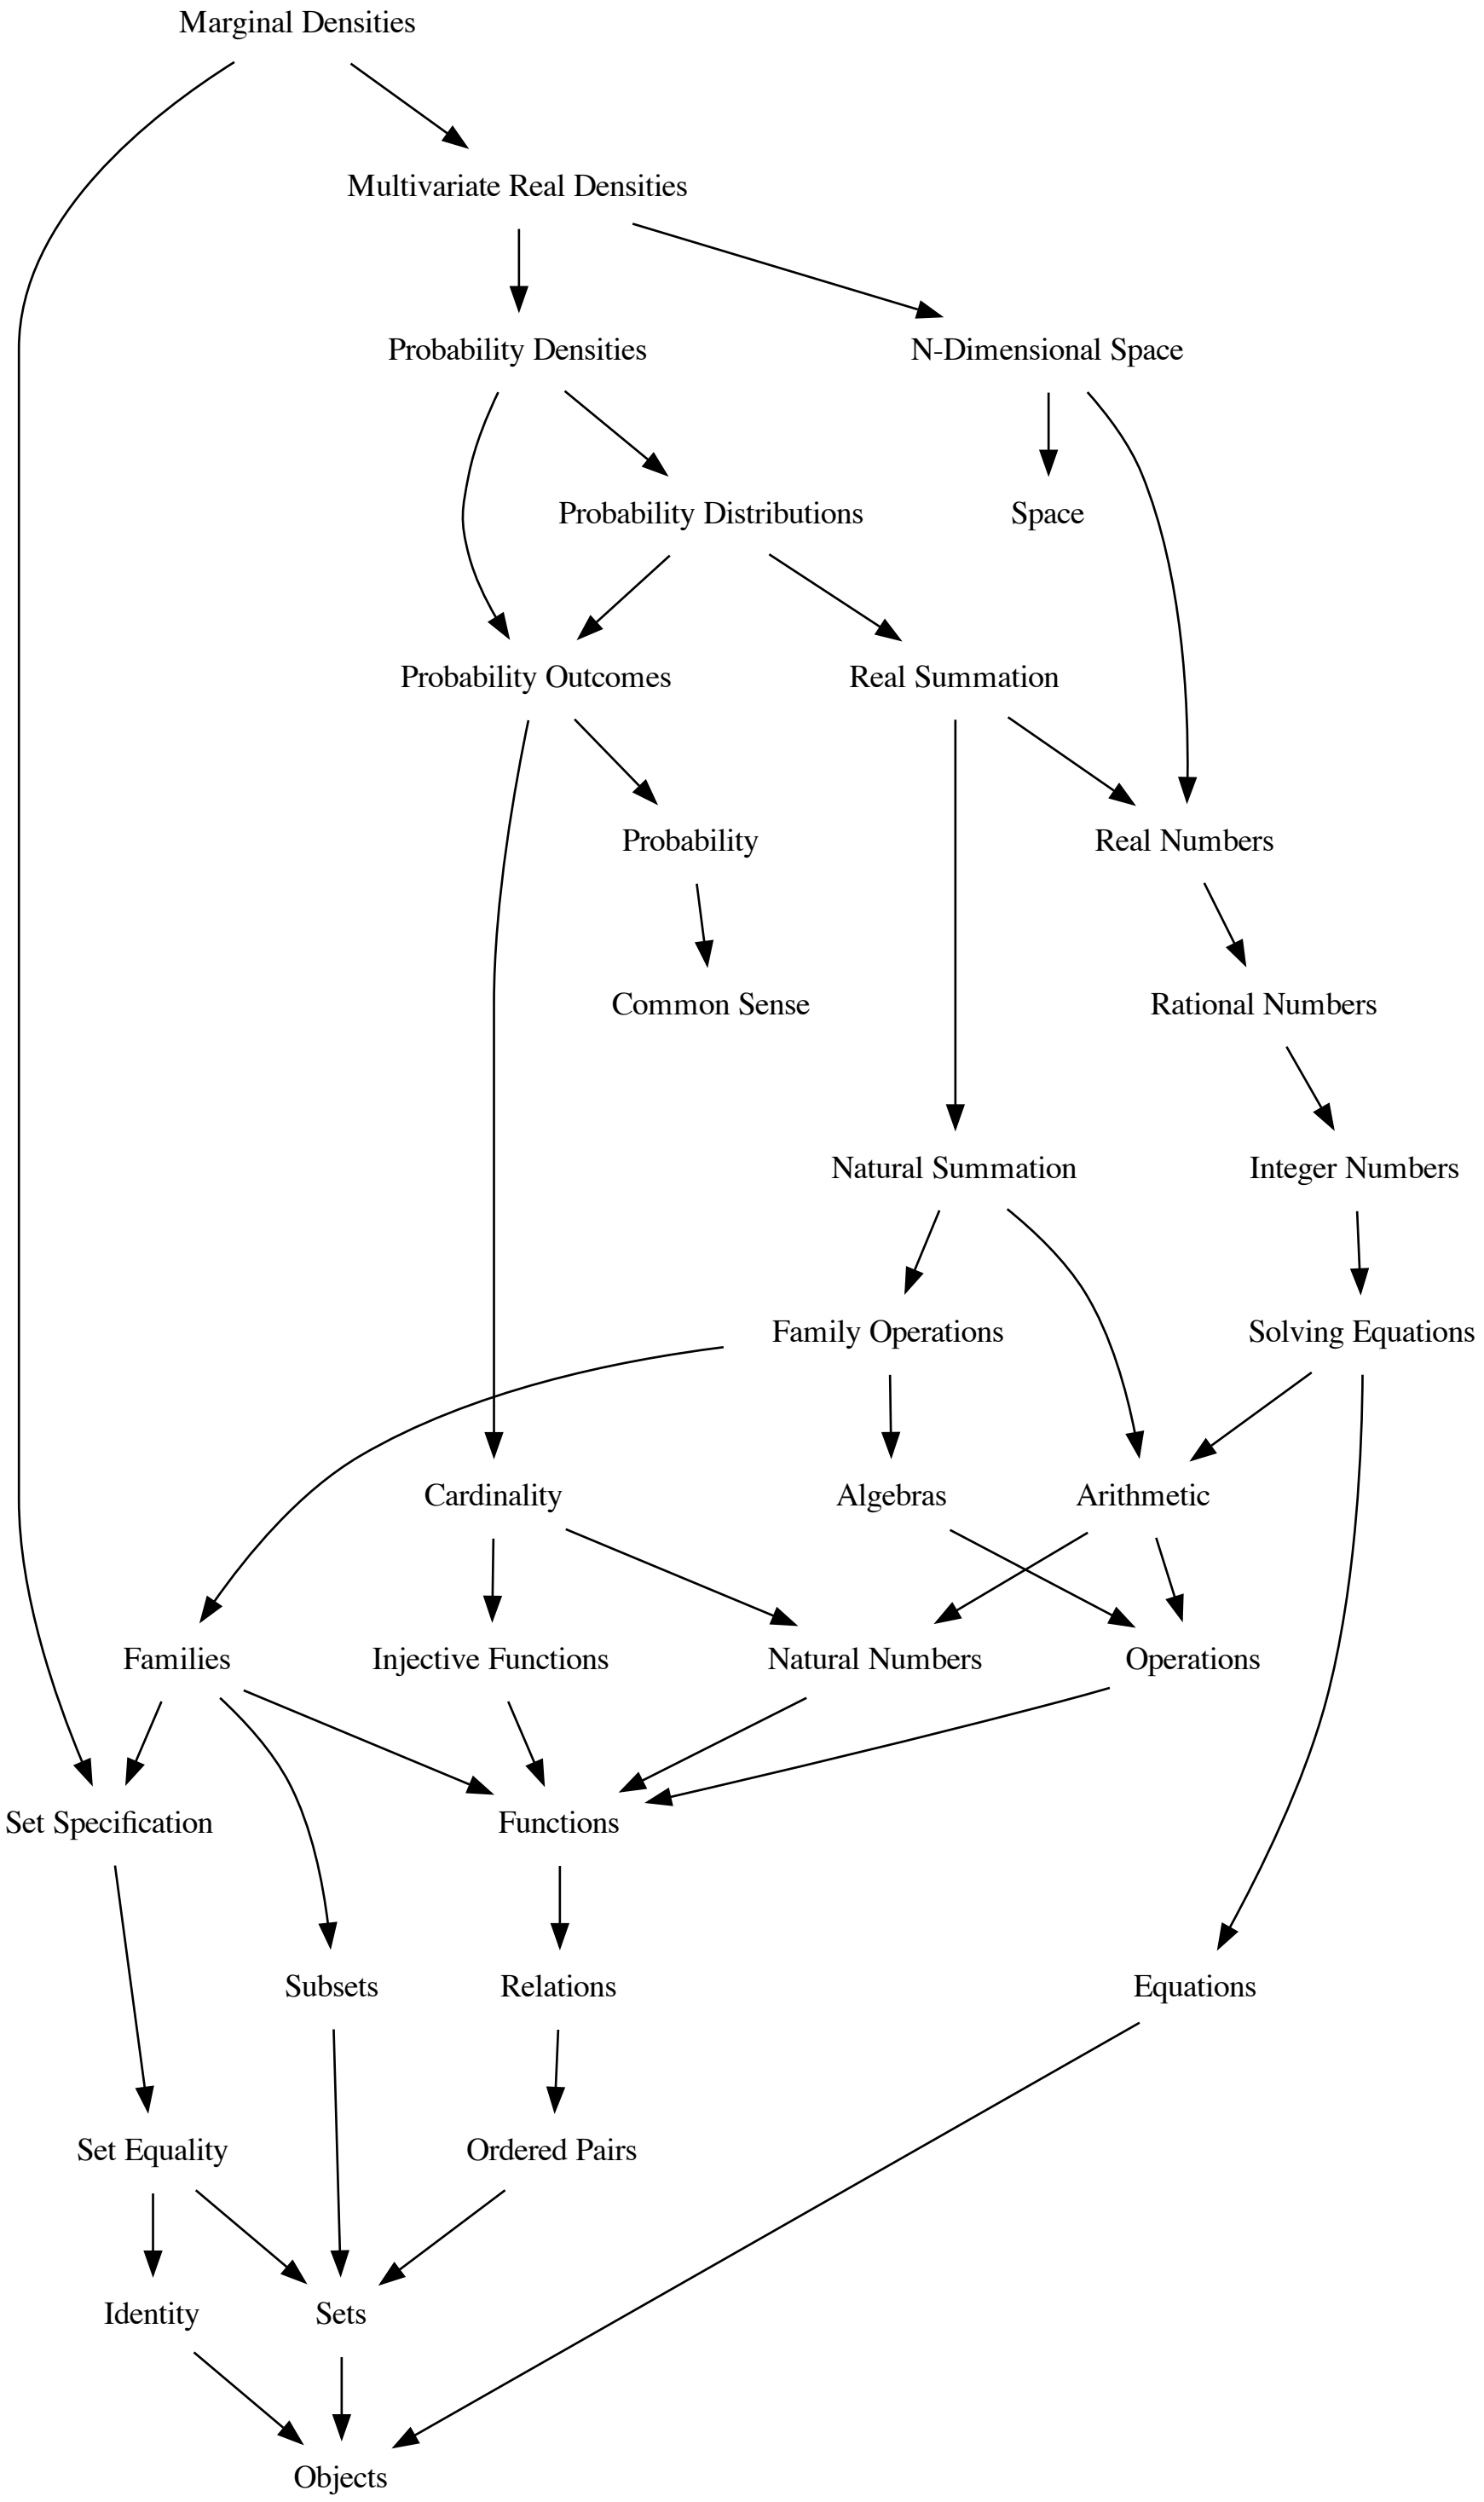 Marginal Densities
Multivariate Real Densities
Probability Densities
N-Dimensional Space
Probability Distributions
Space
Probability Outcomes
Real Summation
Probability
Real Numbers
Common Sense
Rational Numbers
Natural Summation
Integer Numbers
Family Operations
Solving Equations
Cardinality
Algebras
Arithmetic
Families
Injective Functions
Natural Numbers
Operations
Set Specification
Functions
Subsets
Relations
Equations
Set Equality
Ordered Pairs
Identity
Sets
Objects